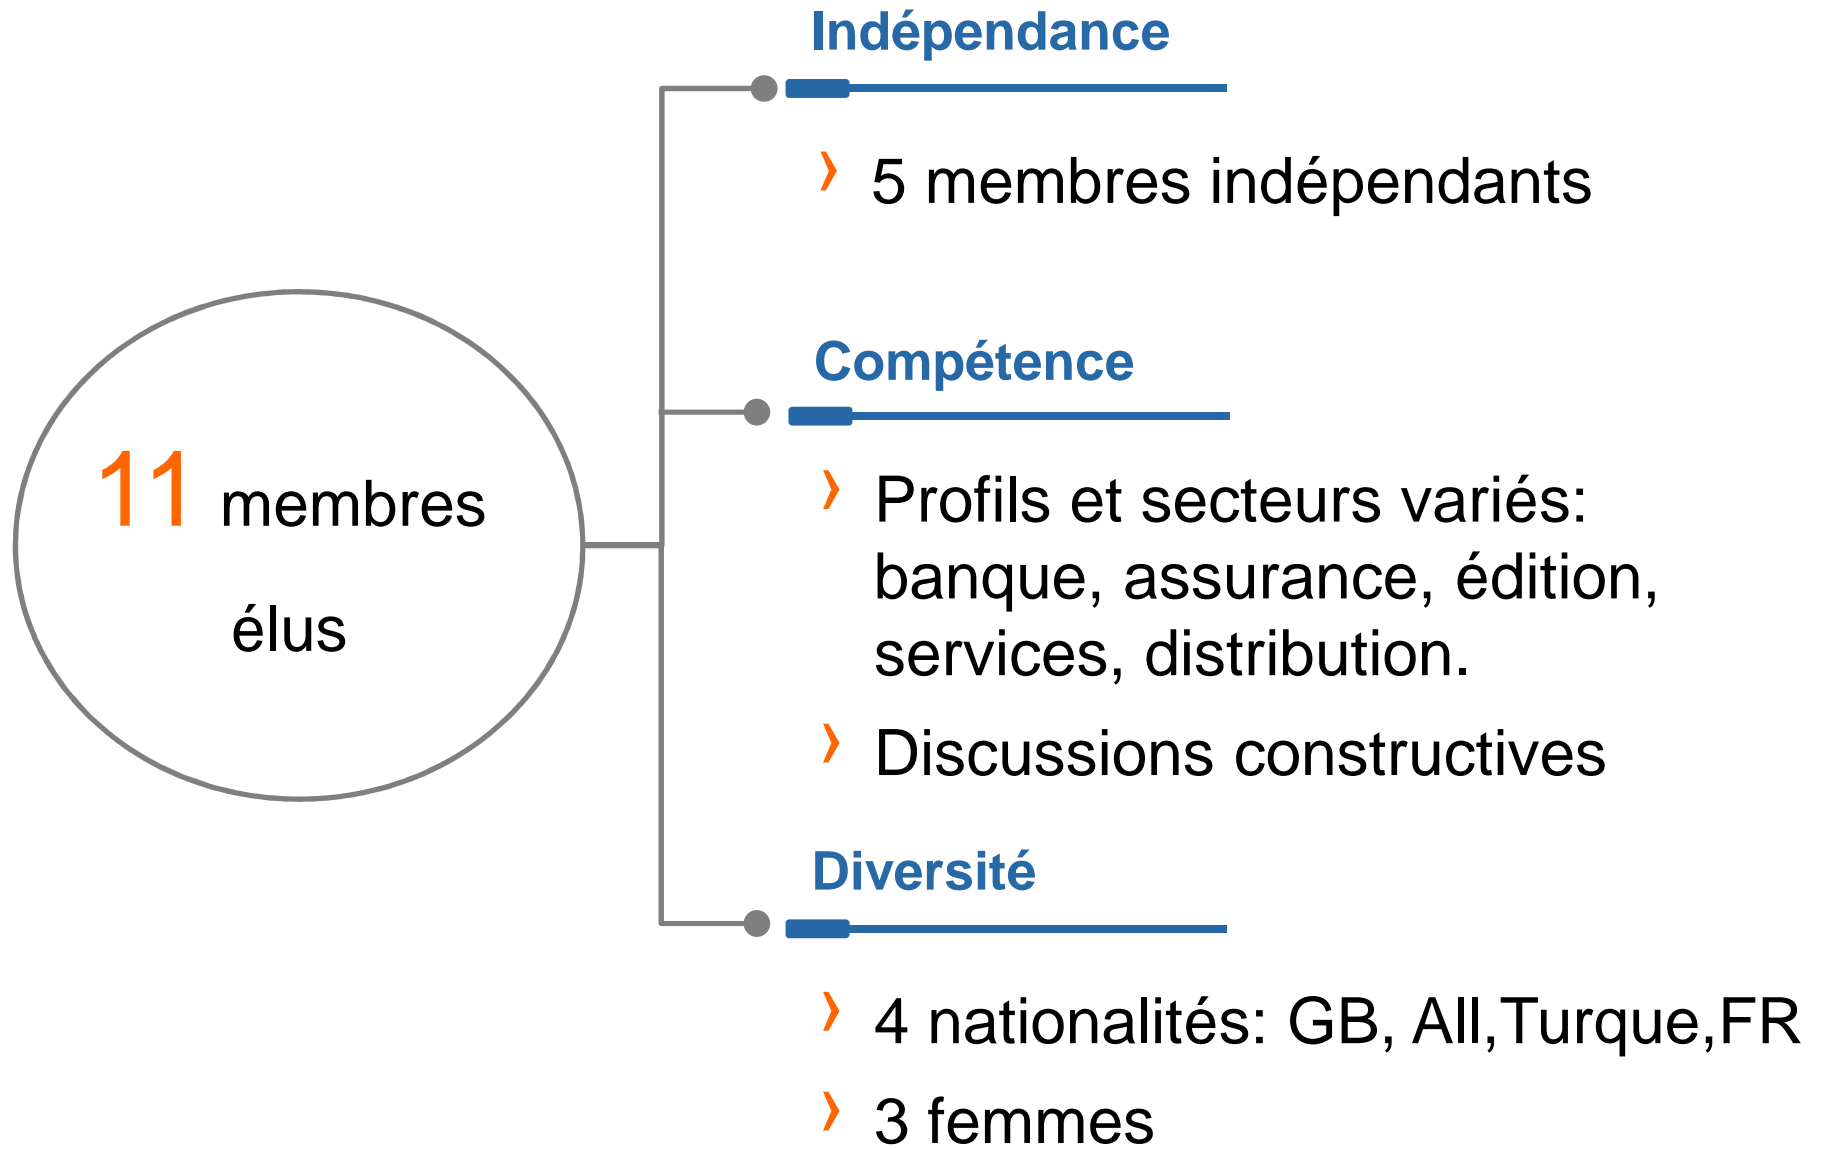 Indépendance
› 5 membres indépendants
11 membres
élus
Compétence
› Profils et secteurs variés:
banque, assurance, édition,
services, distribution.
› Discussions constructives
Diversité
› 4 nationalités: GB, All,Turque,FR
› 3 femmes